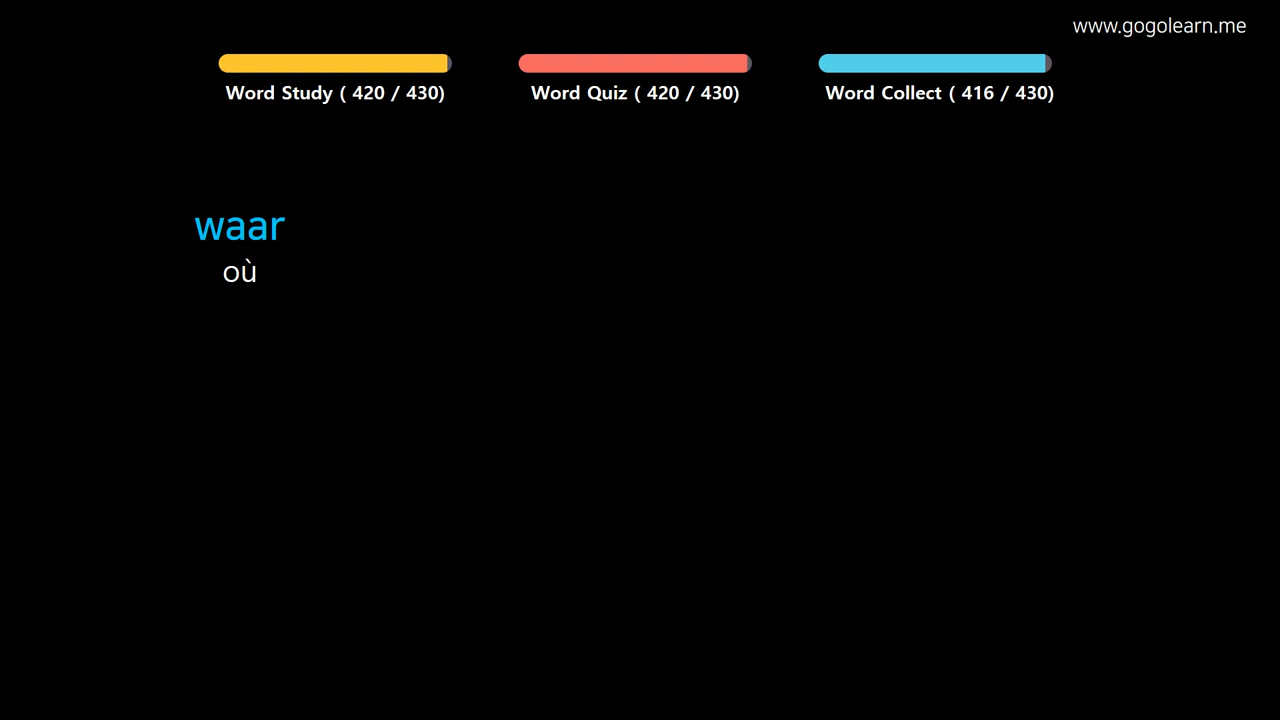 www.gogolearn.me
Word Study ( 420 / 430)
Word Quiz ( 420 / 430)
Word Collect ( 416 / 430)
waar
où